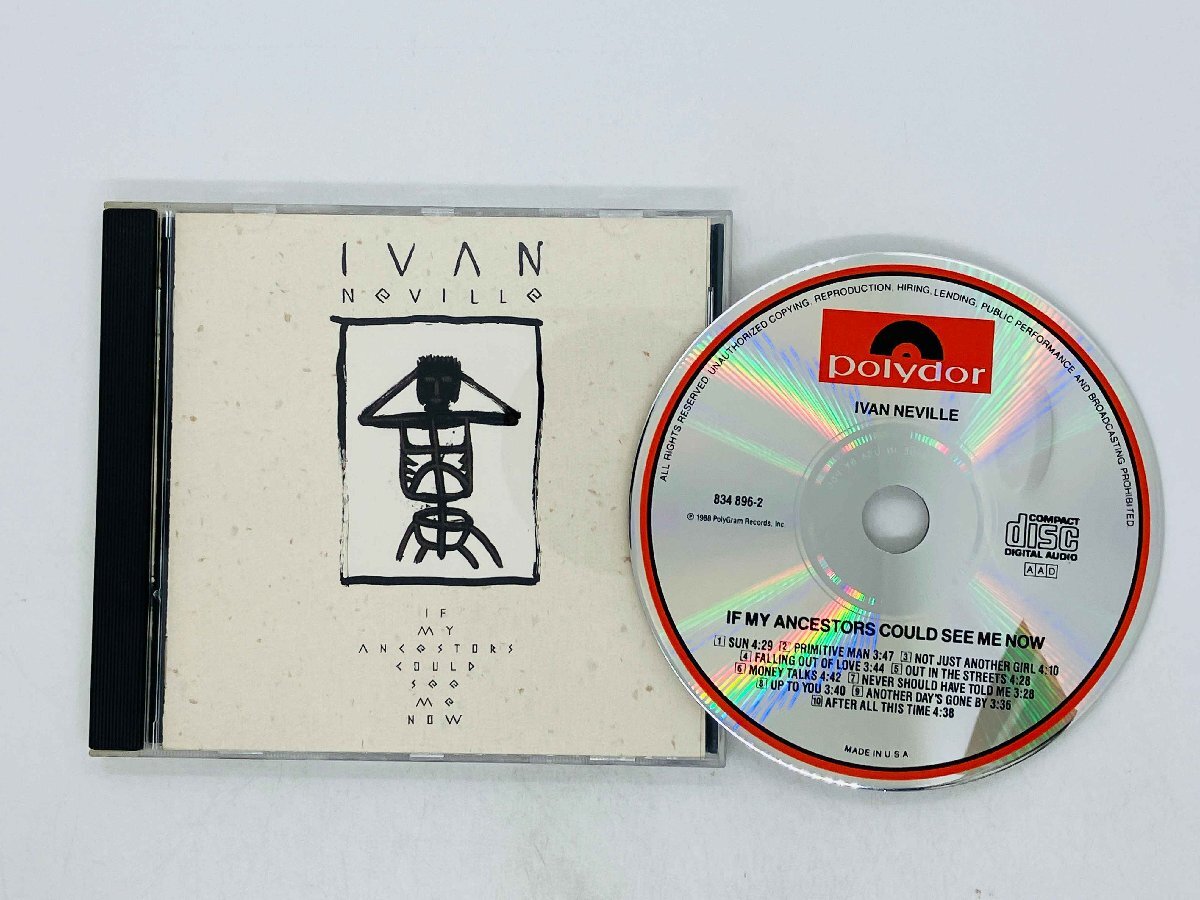 IVAN
NEVILLE
IF
MY
ANCESTORS
COULD
SEE
ME
NOW
ALL RIGHTS RESERVED UNAUTHORIZED COPYING, REPRODUCTION, HIRING, LENDING, PUBLIC PERFORMANCE AND BROADCASTING PROHIBITED
polydor
IVAN NEVILLE
834 896-2
℗ 1988 PolyGram Records, Inc.
COMPACT
disc
DIGITAL AUDIO
AAD
IF MY ANCESTORS COULD SEE ME NOW
1 SUN 4:29 2 PRIMITIVE MAN 3:47 3 NOT JUST ANOTHER GIRL 4:10
4 FALLING OUT OF LOVE 3:44 5 OUT IN THE STREETS 4:28
6 MONEY TALKS 4:42 7 NEVER SHOULD HAVE TOLD ME 3:28
8 UP TO YOU 3:40 9 ANOTHER DAY'S GONE BY 3:36
10 AFTER ALL THIS TIME 4:38
MADE IN U S A